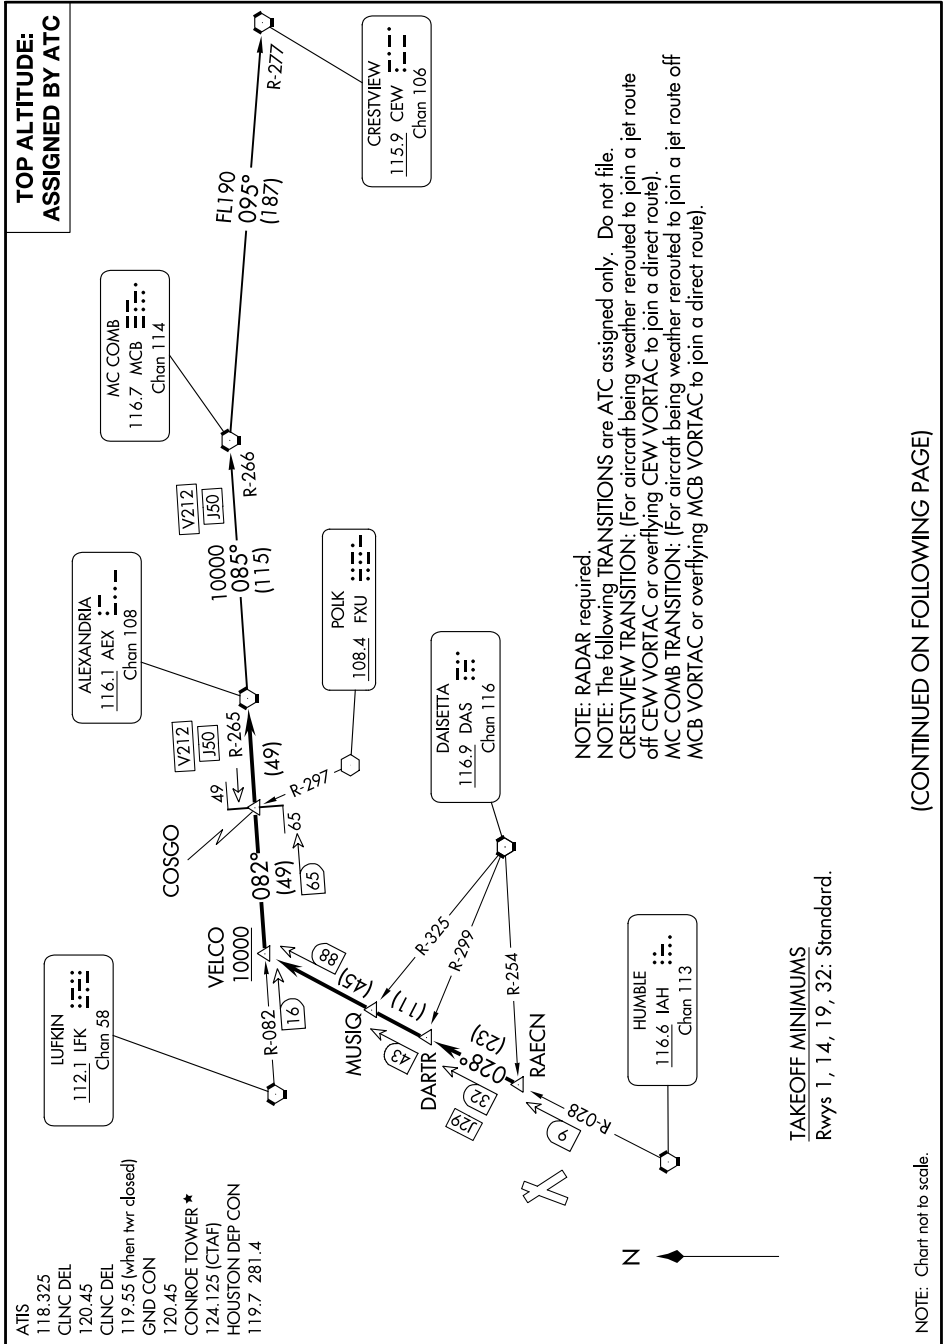 TOP ALTITUDE:
ASSIGNED BY ATC
ATIS
118.325
CLNC DEL
120.45
CLNC DEL
119.55 (when twr closed)
GND CON
120.45
CONROE TOWER ★
124.125 (CTAF)
HOUSTON DEP CON
119.7 281.4
LUFKIN
112.1 LFK
Chan 58
ALEXANDRIA
116.1 AEX
Chan 108
MC COMB
116.7 MCB
Chan 114
CRESTVIEW
115.9 CEW
Chan 106
POLK
108.4 FXU
DAISETTA
116.9 DAS
Chan 116
HUMBLE
116.6 IAH
Chan 113
R-028
9
RAECN
R-254
028°
(23)
32
J29
DARTR
R-299
(11)
43
MUSIQ
R-325
(45)
88
VELCO
10000
R-082
16
082°
(49)
65
65
COSGO
49
R-297
R-265
(49)
V212
J50
10000
085°
(115)
V212
J50
R-266
FL190
095°
(187)
R-277
NOTE: RADAR required.
NOTE: The following TRANSITIONS are ATC assigned only. Do not file.
CRESTVIEW TRANSITION: (For aircraft being weather rerouted to join a jet route
off CEW VORTAC or overflying CEW VORTAC to join a direct route).
MC COMB TRANSITION: (For aircraft being weather rerouted to join a jet route off
MCB VORTAC or overflying MCB VORTAC to join a direct route).
N
TAKEOFF MINIMUMS
Rwys 1, 14, 19, 32: Standard.
NOTE: Chart not to scale.
(CONTINUED ON FOLLOWING PAGE)